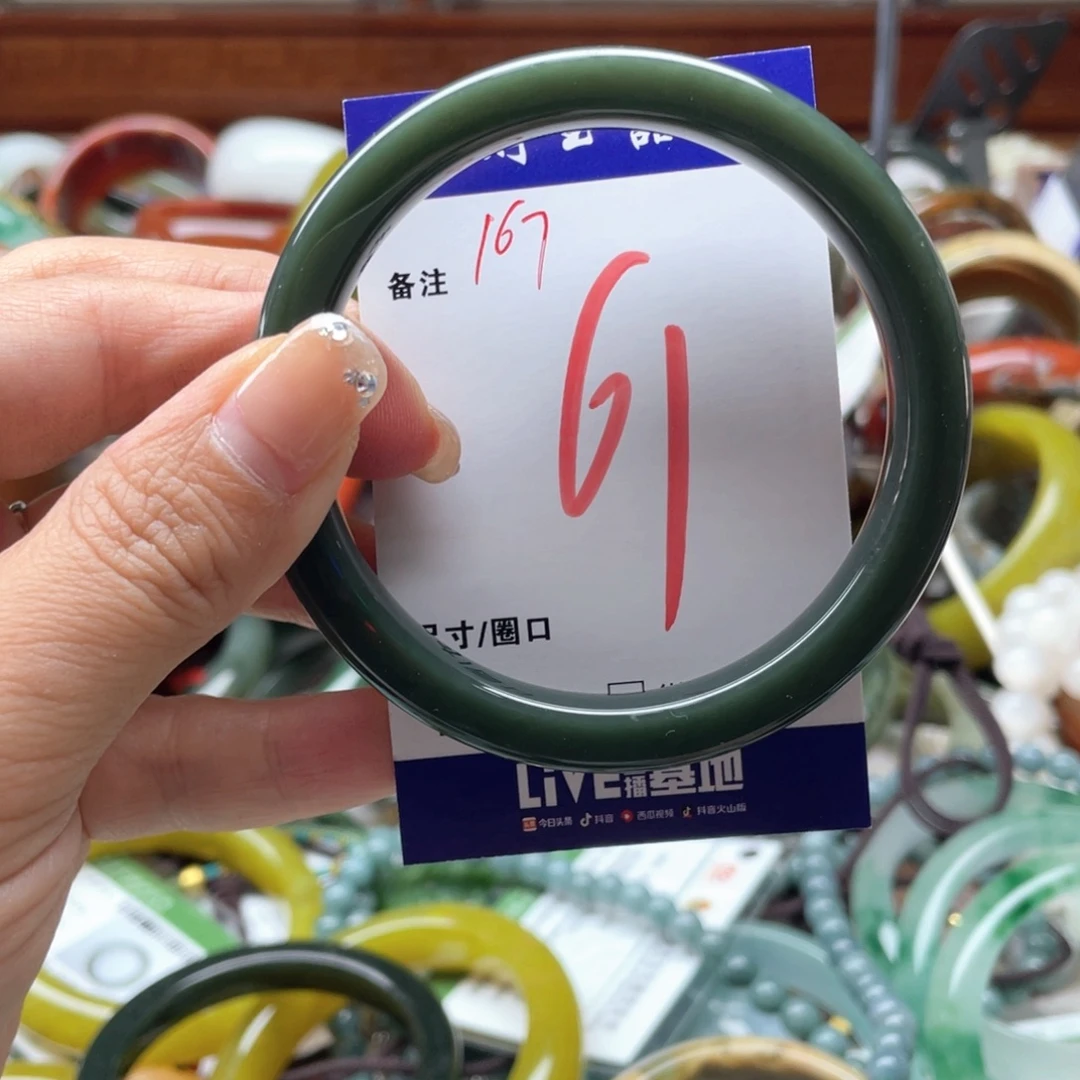 167
备注
61
寸/圈口
LiVE播基地
今日头条 抖音 西瓜视频 抖音火山版